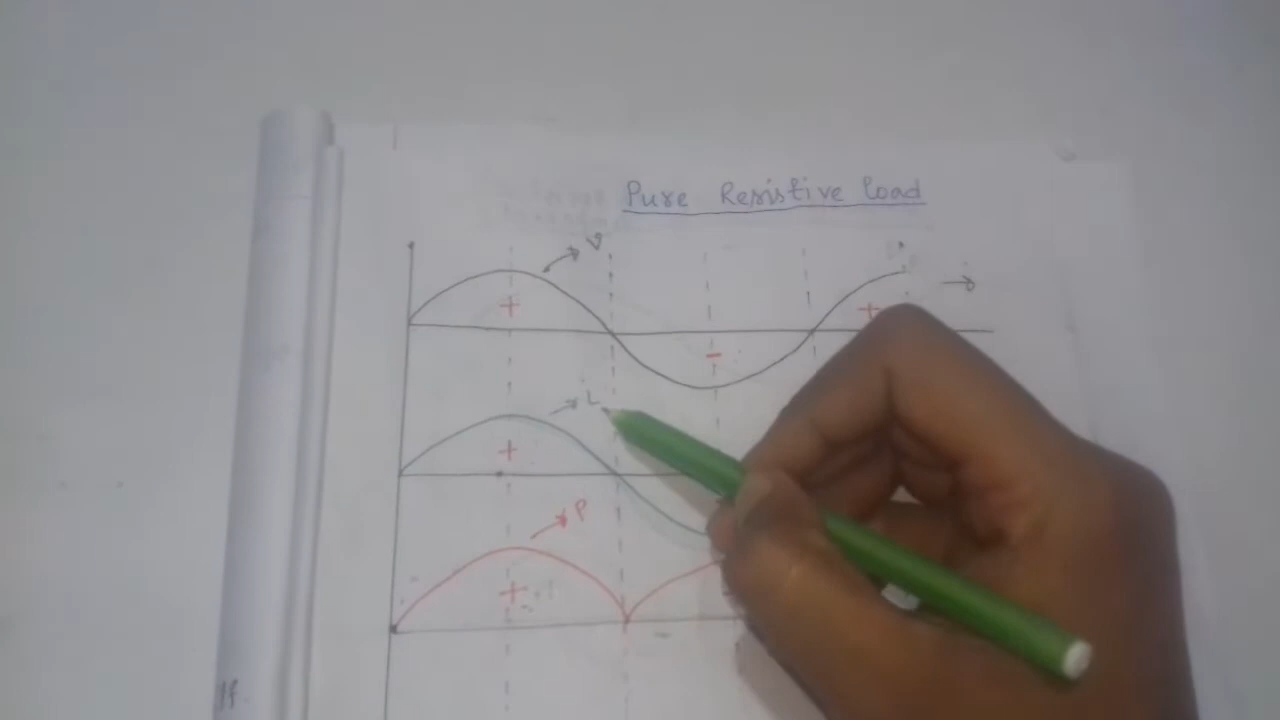 Pure Resistive load
V
+
+
-
i
+
P
+